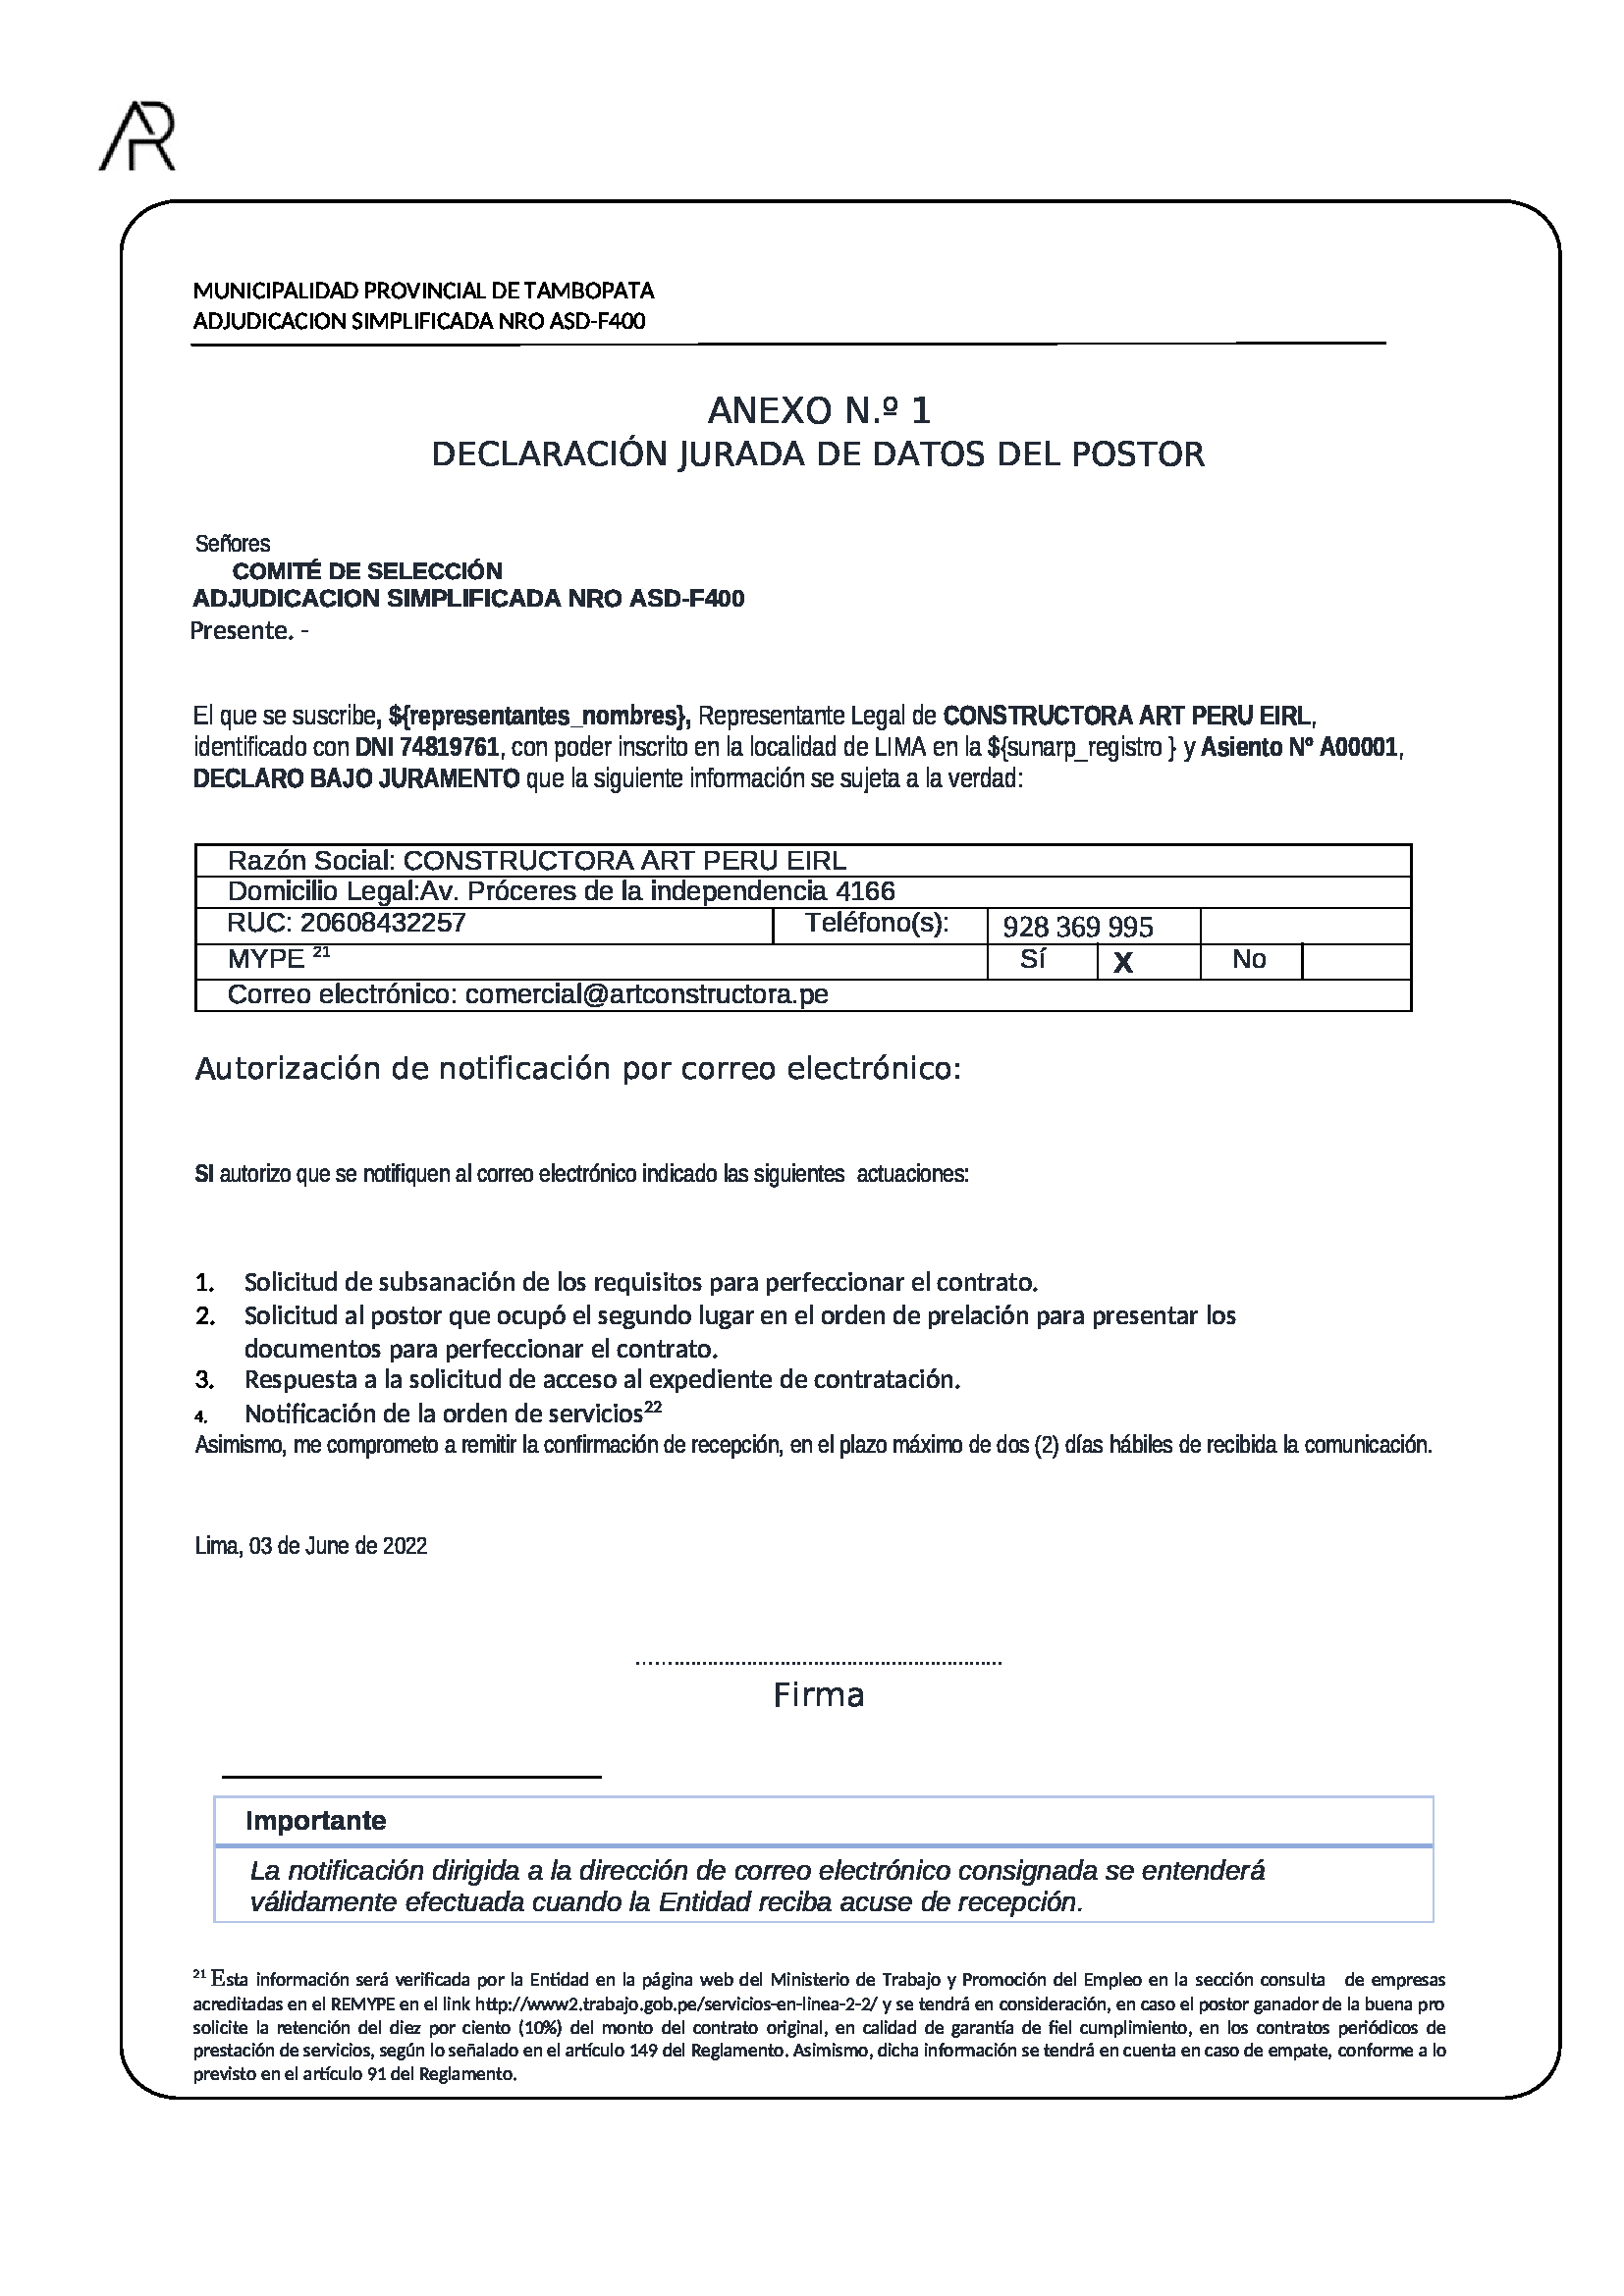 AR
MUNICIPALIDAD PROVINCIAL DE TAMBOPATA
ADJUDICACION SIMPLIFICADA NRO ASD-F400
ANEXO N.º 1
DECLARACIÓN JURADA DE DATOS DEL POSTOR
Señores
COMITÉ DE SELECCIÓN
ADJUDICACION SIMPLIFICADA NRO ASD-F400
Presente. -
El que se suscribe, ${representantes_nombres}, Representante Legal de CONSTRUCTORA ART PERU EIRL,
identificado con DNI 74819761, con poder inscrito en la localidad de LIMA en la ${sunarp_registro } y Asiento Nº A00001,
DECLARO BAJO JURAMENTO que la siguiente información se sujeta a la verdad:
Razón Social: CONSTRUCTORA ART PERU EIRL
Domicilio Legal:Av. Próceres de la independencia 4166
RUC: 20608432257 Teléfono(s): 928 369 995
MYPE 21 Sí X No
Correo electrónico: comercial@artconstructora.pe
Autorización de notificación por correo electrónico:
SI autorizo que se notifiquen al correo electrónico indicado las siguientes actuaciones:
1. Solicitud de subsanación de los requisitos para perfeccionar el contrato.
2. Solicitud al postor que ocupó el segundo lugar en el orden de prelación para presentar los
documentos para perfeccionar el contrato.
3. Respuesta a la solicitud de acceso al expediente de contratación.
4. Notificación de la orden de servicios22
Asimismo, me comprometo a remitir la confirmación de recepción, en el plazo máximo de dos (2) días hábiles de recibida la comunicación.
Lima, 03 de June de 2022
Firma
Importante
La notificación dirigida a la dirección de correo electrónico consignada se entenderá
válidamente efectuada cuando la Entidad reciba acuse de recepción.
21 Esta información será verificada por la Entidad en la página web del Ministerio de Trabajo y Promoción del Empleo en la sección consulta de empresas
acreditadas en el REMYPE en el link http://www2.trabajo.gob.pe/servicios-en-linea-2-2/ y se tendrá en consideración, en caso el postor ganador de la buena pro
solicite la retención del diez por ciento (10%) del monto del contrato original, en calidad de garantía de fiel cumplimiento, en los contratos periódicos de
prestación de servicios, según lo señalado en el artículo 149 del Reglamento. Asimismo, dicha información se tendrá en cuenta en caso de empate, conforme a lo
previsto en el artículo 91 del Reglamento.